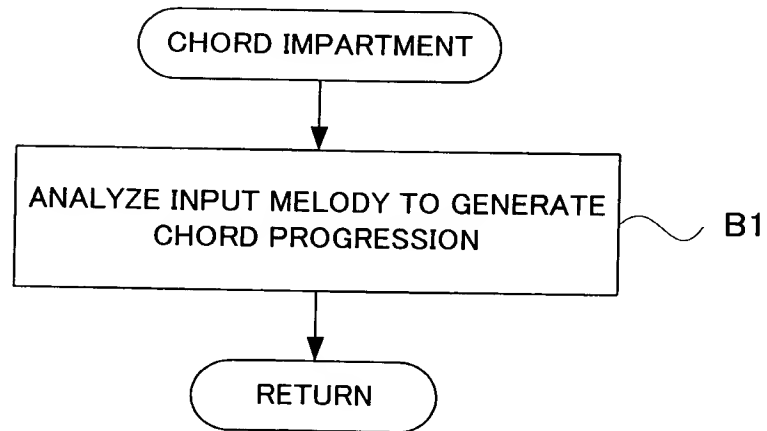 CHORD IMPARTMENT
ANALYZE INPUT MELODY TO GENERATE
CHORD PROGRESSION
B1
RETURN